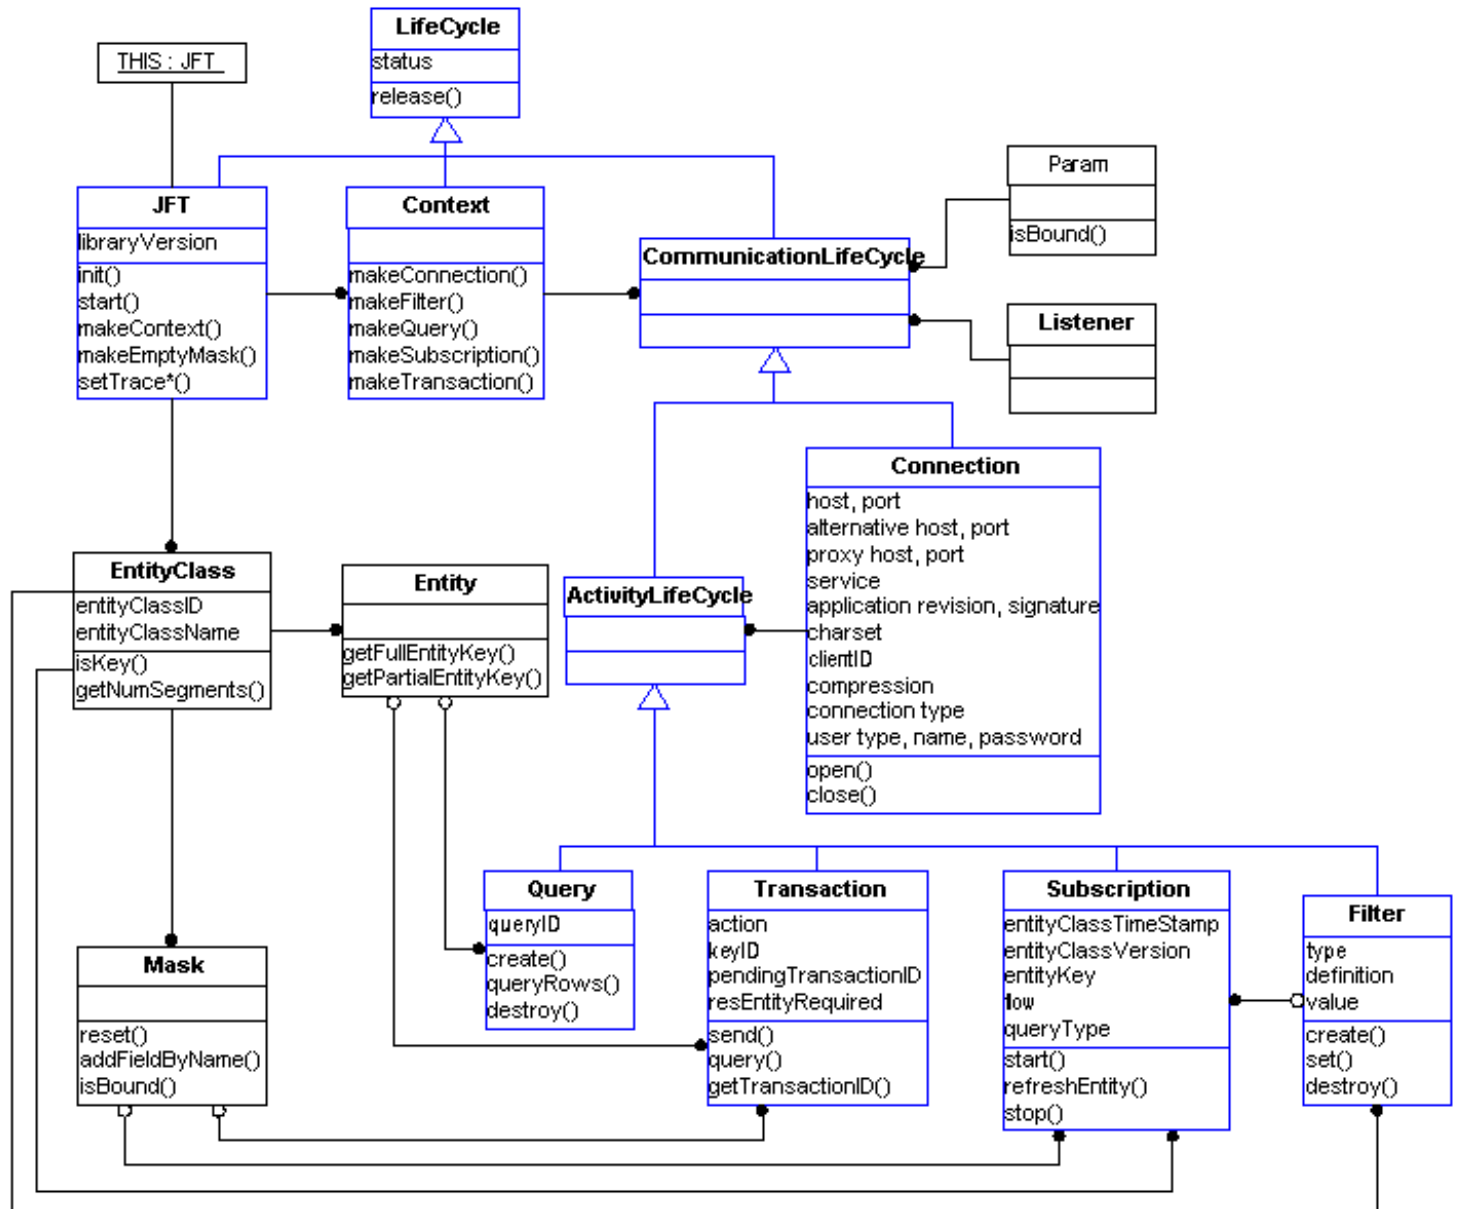 LifeCycle
status
release()
THIS : JFT
JFT
libraryVersion
init()
start()
makeContext()
makeEmptyMask()
setTrace*()
Context
makeConnection()
makeFilter()
makeQuery()
makeSubscription()
makeTransaction()
CommunicationLifeCycle
Param
isBound()
Listener
Connection
host, port
alternative host, port
proxy host, port
service
application revision, signature
charset
clientID
compression
connection type
user type, name, password
open()
close()
EntityClass
entityClassID
entityClassName
isKey()
getNumSegments()
Entity
getFullEntityKey()
getPartialEntityKey()
ActivityLifeCycle
Query
queryID
create()
queryRows()
destroy()
Transaction
action
keyID
pendingTransactionID
resEntityRequired
send()
query()
getTransactionID()
Subscription
entityClassTimeStamp
entityClassVersion
entityKey
flow
queryType
start()
refreshEntity()
stop()
Filter
type
definition
value
create()
set()
destroy()
Mask
reset()
addFieldByName()
isBound()